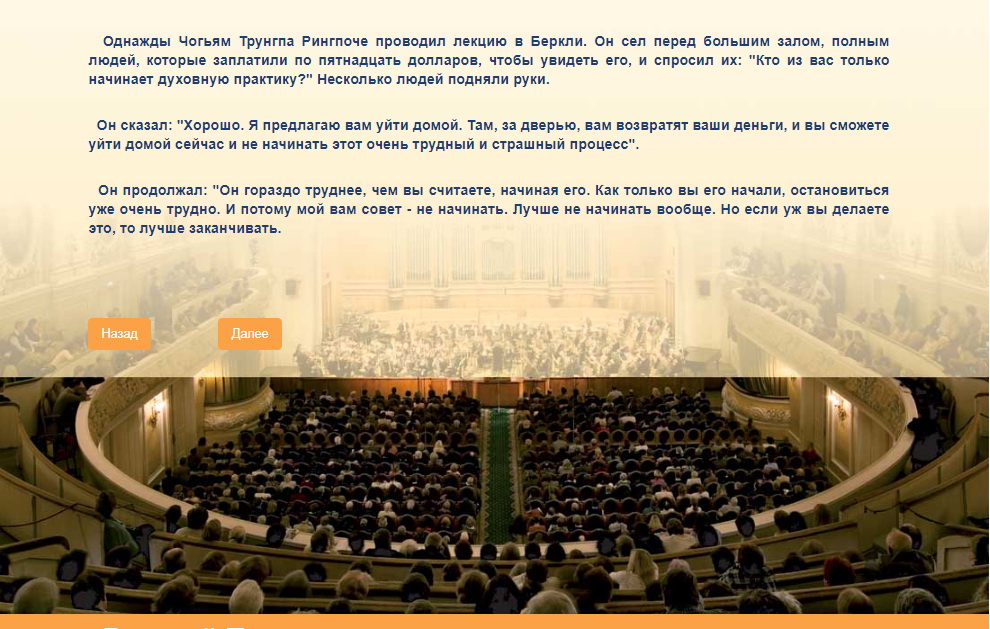 Однажды Чогьям Трунгпа Рингпоче проводил лекцию в Беркли. Он сел перед большим залом, полным
людей, которые заплатили по пятнадцать долларов, чтобы увидеть его, и спросил их: "Кто из вас только
начинает духовную практику?" Несколько людей подняли руки.
Он сказал: "Хорошо. Я предлагаю вам уйти домой. Там, за дверью, вам возвратят ваши деньги, и вы сможете
уйти домой сейчас и не начинать этот очень трудный и страшный процесс".
Он продолжал: "Он гораздо труднее, чем вы считаете, начиная его. Как только вы его начали, остановиться
уже очень трудно. И потому мой вам совет - не начинать. Лучше не начинать вообще. Но если уж вы делаете
это, то лучше заканчивать.
Назад Далее